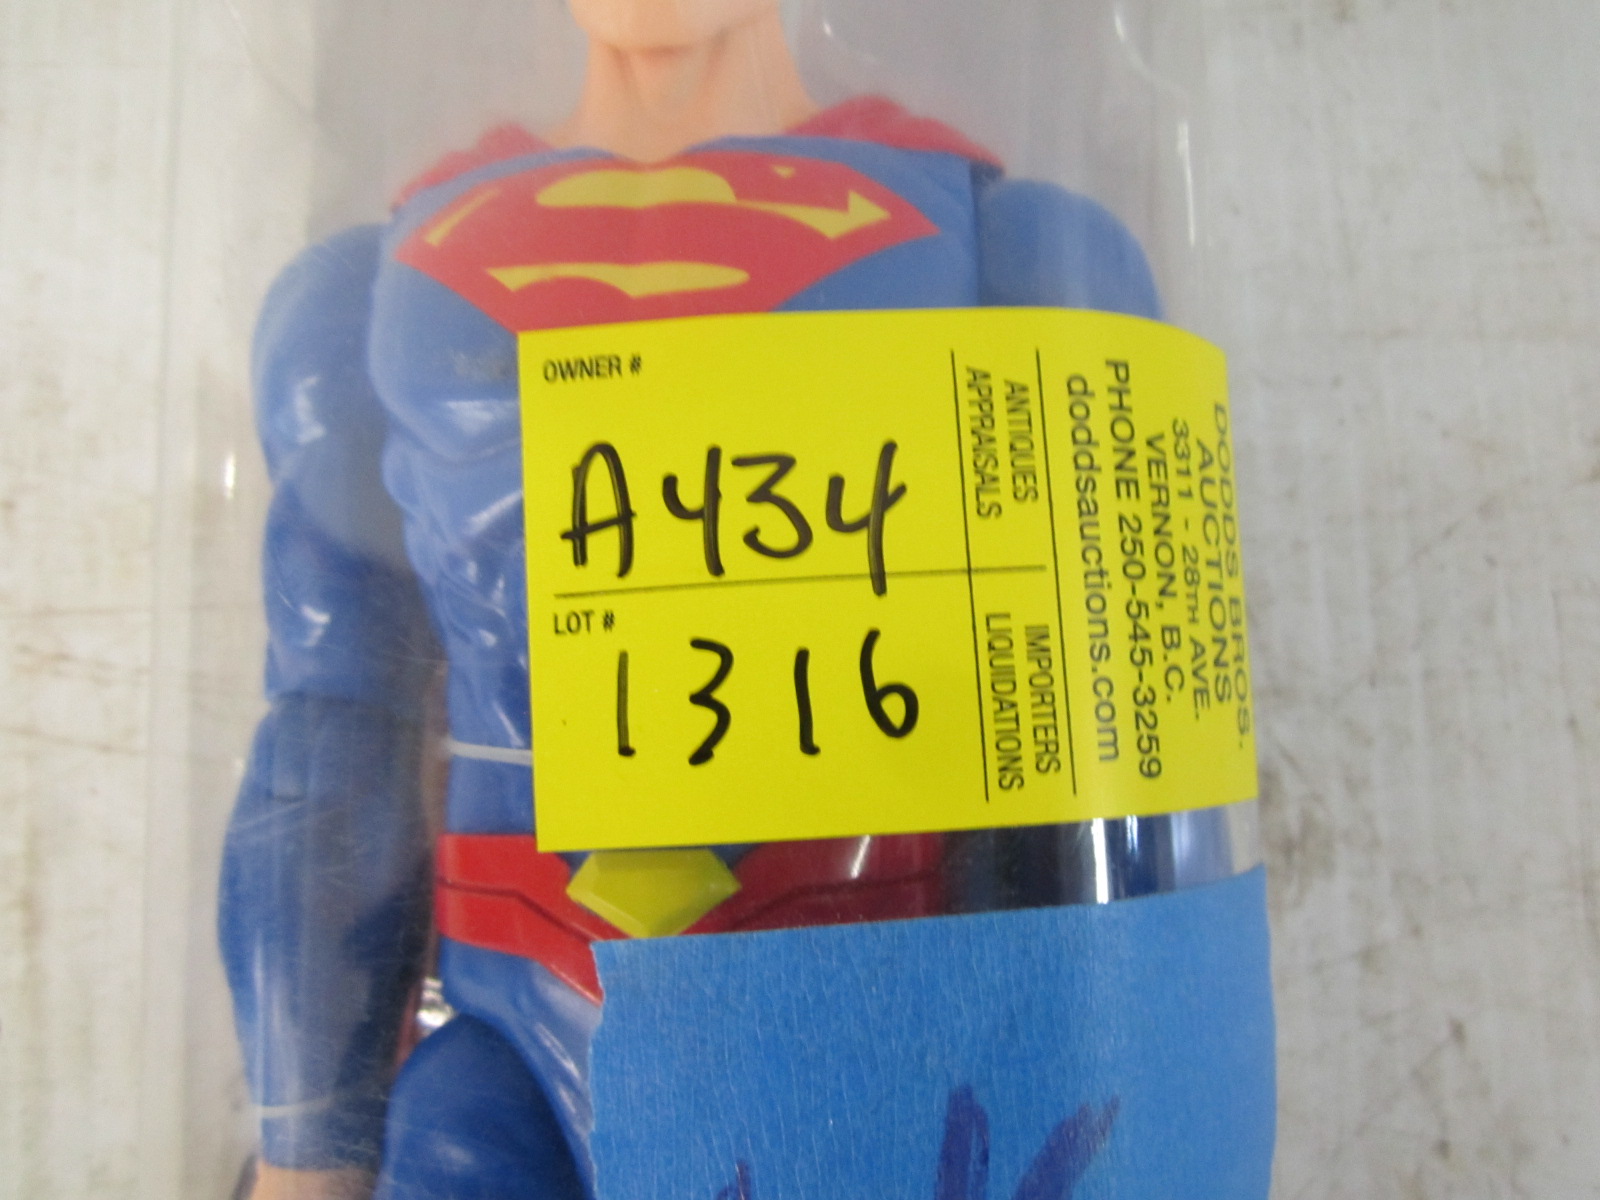 OWNER #
A434
LOT #
1316
ANTIQUES
APPRAISALS
IMPORTERS
LIQUIDATIONS
DODDS BROS.
AUCTIONS
3311 - 28TH AVE.
VERNON, B.C.
PHONE 250-545-3259
doddsauctions.com